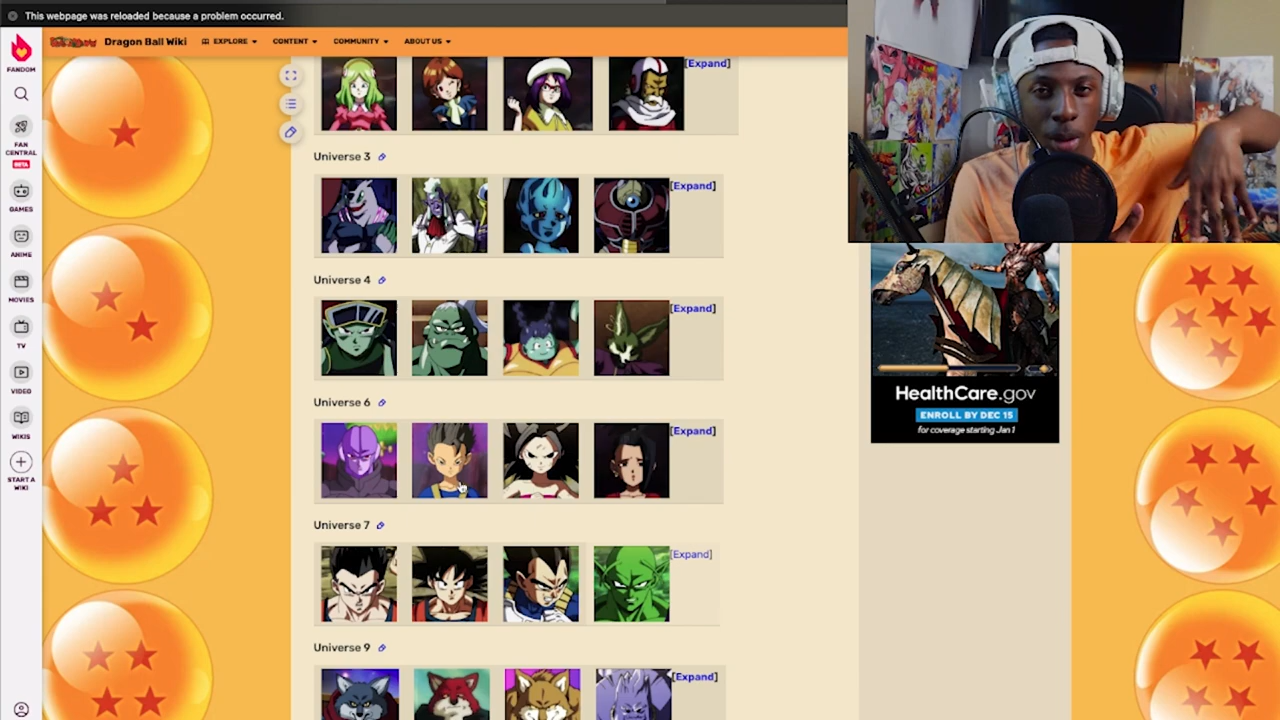 This webpage was reloaded because a problem occurred.
FANDOM
Dragon Ball Wiki
EXPLORE
CONTENT
COMMUNITY
ABOUT US
FAN
CENTRAL
BETA
GAMES
ANIME
MOVIES
TV
VIDEO
WIKIS
START A
WIKI
[Expand]
Universe 3
[Expand]
Universe 4
[Expand]
Universe 6
[Expand]
Universe 7
[Expand]
Universe 9
[Expand]
HealthCare.gov
ENROLL BY DEC 15
for coverage starting Jan 1